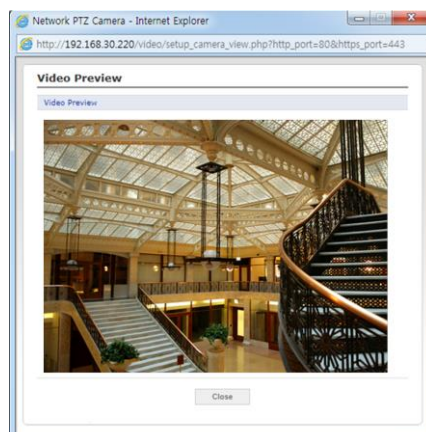 Network PTZ Camera - Internet Explorer
http://192.168.30.220/video/setup_camera_view.php?http_port=80&https_port=443
Video Preview
Video Preview
Close